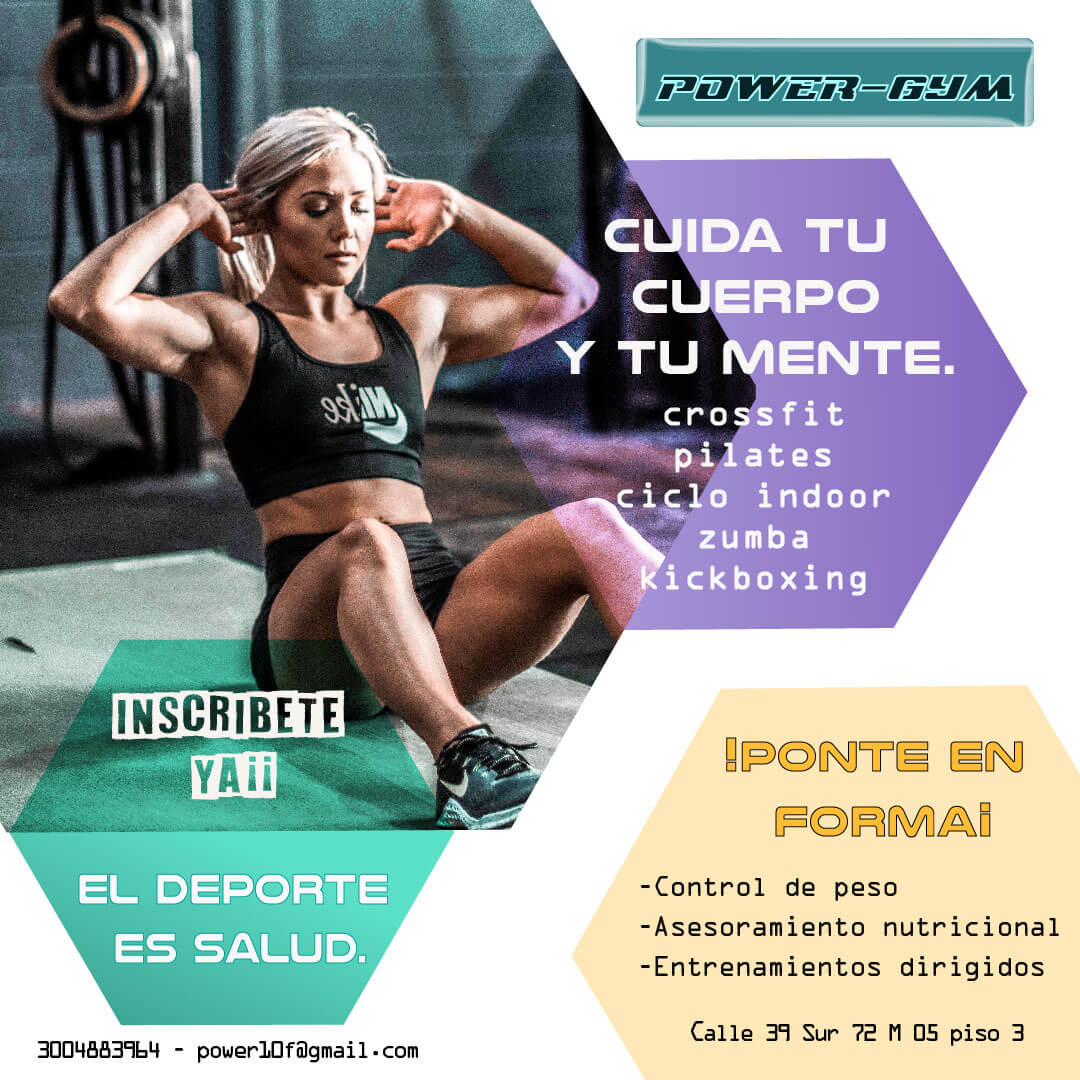 POWER-GYM
CUIDA TU
CUERPO
Y TU MENTE.
crossfit
pilates
ciclo indoor
zumba
kickboxing
Nike
INSCRIBETE
YA¡¡
!PONTE EN
FORMA¡
EL DEPORTE
ES SALUD.
-Control de peso
-Asesoramiento nutricional
-Entrenamientos dirigidos
Calle 39 Sur 72 M 05 piso 3
3004883964 - power10f@gmail.com